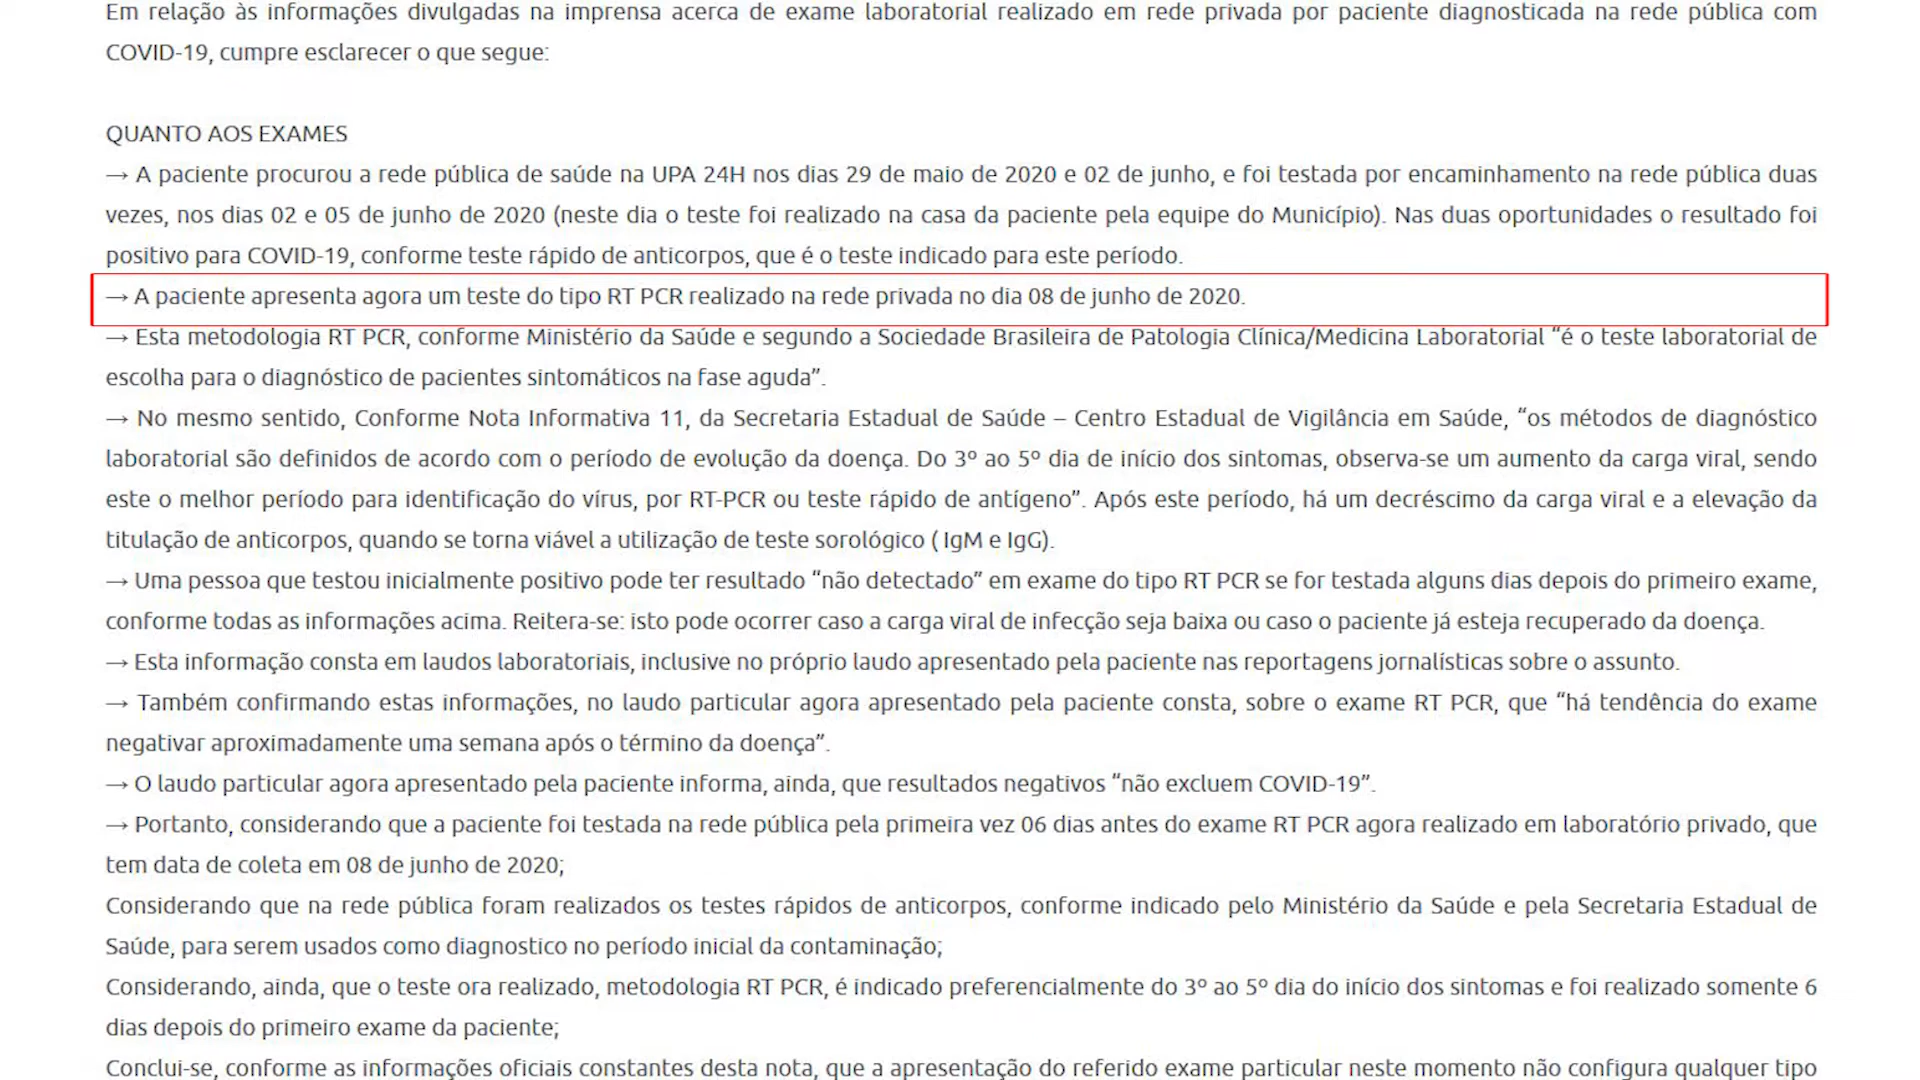 Em relação às informações divulgadas na imprensa acerca de exame laboratorial realizado em rede privada por paciente diagnosticada na rede pública com
COVID-19, cumpre esclarecer o que segue:
QUANTO AOS EXAMES
→ A paciente procurou a rede pública de saúde na UPA 24H nos dias 29 de maio de 2020 e 02 de junho, e foi testada por encaminhamento na rede pública duas
vezes, nos dias 02 e 05 de junho de 2020 (neste dia o teste foi realizado na casa da paciente pela equipe do Município). Nas duas oportunidades o resultado foi
positivo para COVID-19, conforme teste rápido de anticorpos, que é o teste indicado para este período.
→ A paciente apresenta agora um teste do tipo RT PCR realizado na rede privada no dia 08 de junho de 2020.
→ Esta metodologia RT PCR, conforme Ministério da Saúde e segundo a Sociedade Brasileira de Patologia Clínica/Medicina Laboratorial “é o teste laboratorial de
escolha para o diagnóstico de pacientes sintomáticos na fase aguda”.
→ No mesmo sentido, Conforme Nota Informativa 11, da Secretaria Estadual de Saúde – Centro Estadual de Vigilância em Saúde, “os métodos de diagnóstico
laboratorial são definidos de acordo com o período de evolução da doença. Do 3º ao 5º dia de início dos sintomas, observa-se um aumento da carga viral, sendo
este o melhor período para identificação do vírus, por RT-PCR ou teste rápido de antígeno”. Após este período, há um decréscimo da carga viral e a elevação da
titulação de anticorpos, quando se torna viável a utilização de teste sorológico ( IgM e IgG).
→ Uma pessoa que testou inicialmente positivo pode ter resultado “não detectado” em exame do tipo RT PCR se for testada alguns dias depois do primeiro exame,
conforme todas as informações acima. Reitera-se: isto pode ocorrer caso a carga viral de infecção seja baixa ou caso o paciente já esteja recuperado da doença.
→ Esta informação consta em laudos laboratoriais, inclusive no próprio laudo apresentado pela paciente nas reportagens jornalísticas sobre o assunto.
→ Também confirmando estas informações, no laudo particular agora apresentado pela paciente consta, sobre o exame RT PCR, que “há tendência do exame
negativar aproximadamente uma semana após o término da doença”.
→ O laudo particular agora apresentado pela paciente informa, ainda, que resultados negativos “não excluem COVID-19”.
→ Portanto, considerando que a paciente foi testada na rede pública pela primeira vez 06 dias antes do exame RT PCR agora realizado em laboratório privado, que
tem data de coleta em 08 de junho de 2020;
Considerando que na rede pública foram realizados os testes rápidos de anticorpos, conforme indicado pelo Ministério da Saúde e pela Secretaria Estadual de
Saúde, para serem usados como diagnostico no período inicial da contaminação;
Considerando, ainda, que o teste ora realizado, metodologia RT PCR, é indicado preferencialmente do 3º ao 5º dia do início dos sintomas e foi realizado somente 6
dias depois do primeiro exame da paciente;
Conclui-se, conforme as informações oficiais constantes desta nota, que a apresentação do referido exame particular neste momento não configura qualquer tipo